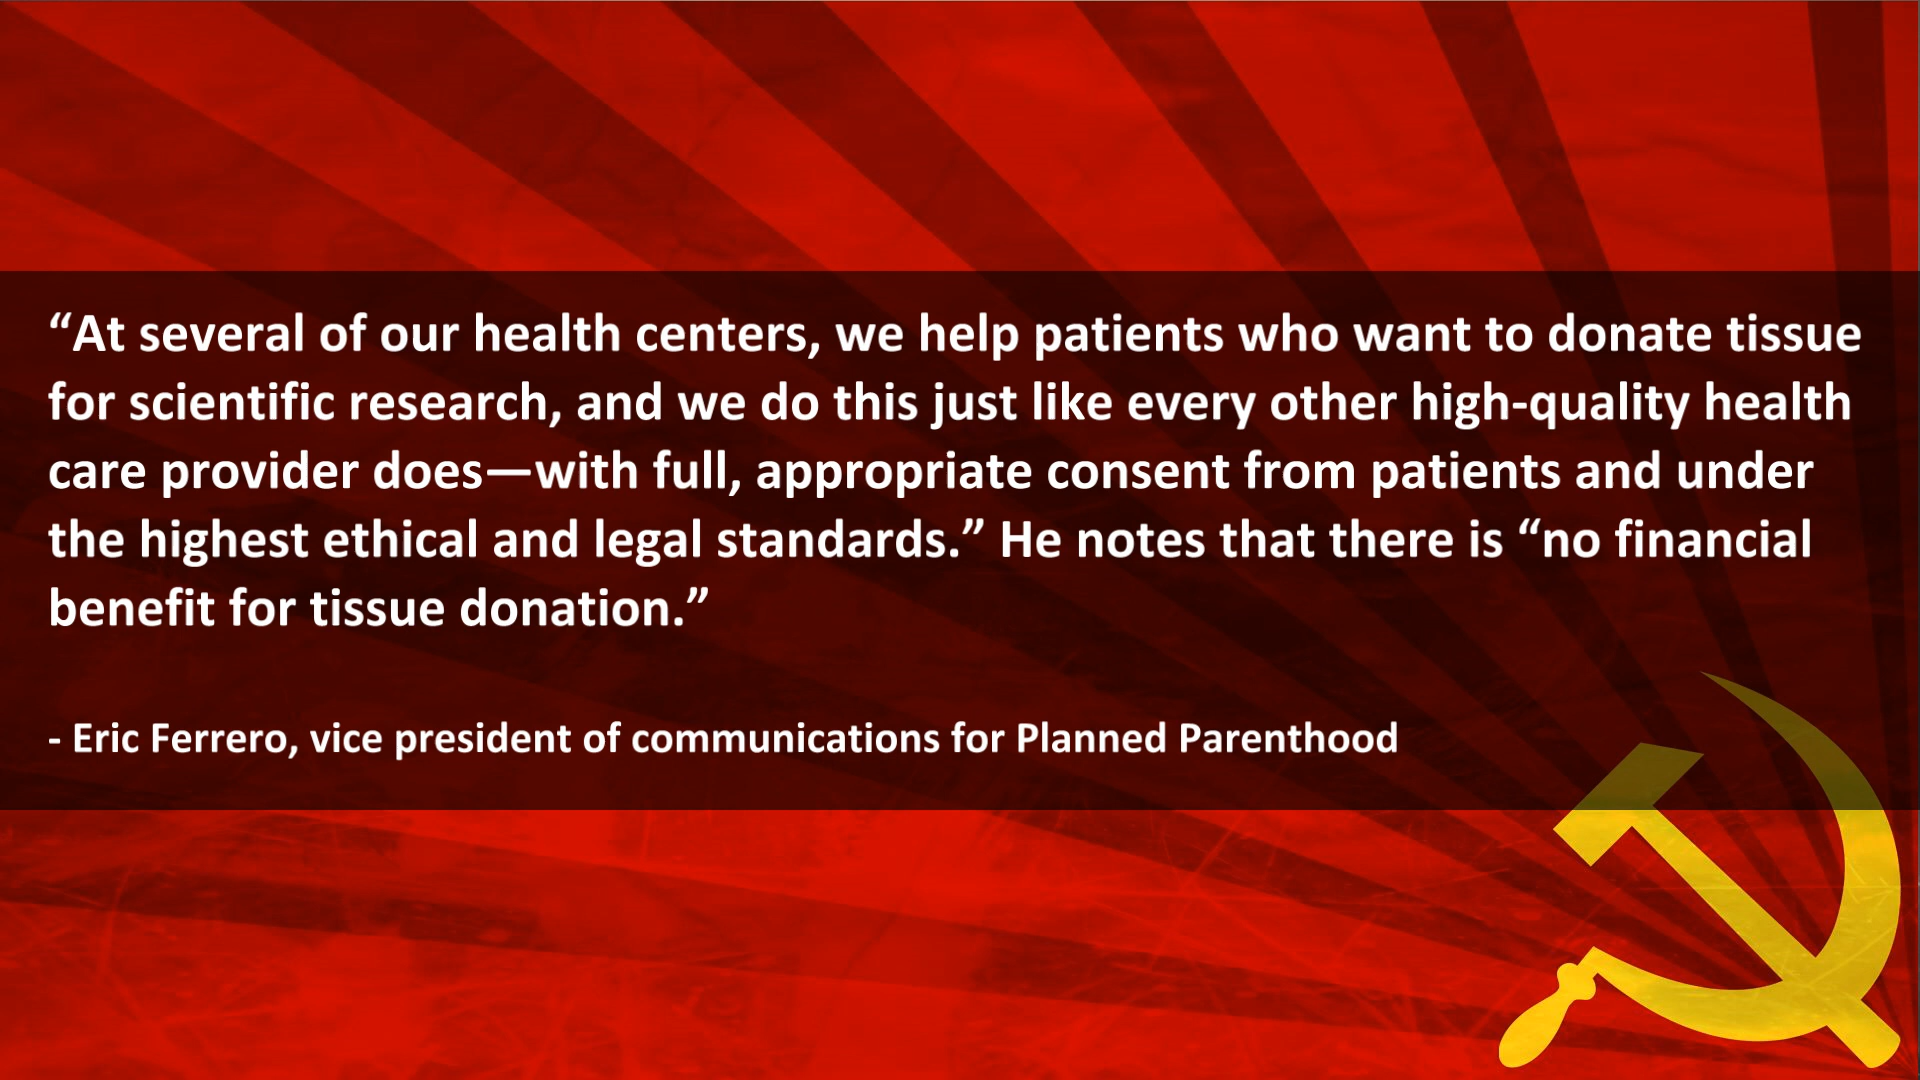 “At several of our health centers, we help patients who want to donate tissue
for scientific research, and we do this just like every other high-quality health
care provider does—with full, appropriate consent from patients and under
the highest ethical and legal standards.” He notes that there is “no financial
benefit for tissue donation.”
- Eric Ferrero, vice president of communications for Planned Parenthood